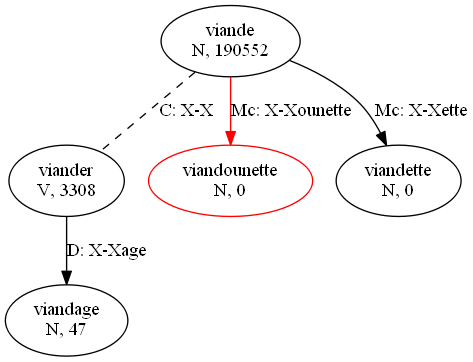 viande
N, 190552
C: X-X
Mc: X-Xounette
Mc: X-Xette
viander
V, 3308
viandounette
N, 0
viandette
N, 0
D: X-Xage
viandage
N, 47